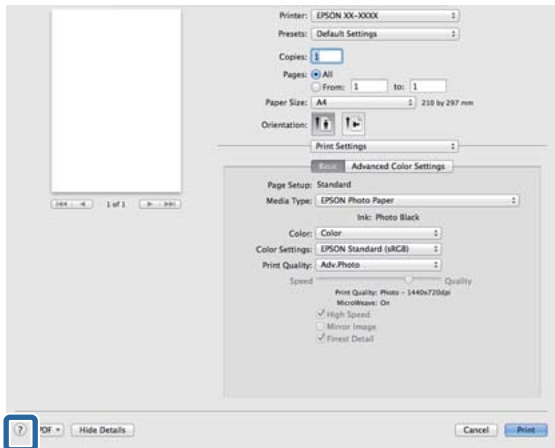 Printer: EPSON XX-XXXX
Presets: Default Settings
Copies: 1
Pages: All
From: 1 to: 1
Paper Size: A4 210 by 297 mm
Orientation:
Print Settings
Basic Advanced Color Settings
Page Setup: Standard
Media Type: EPSON Photo Paper
Ink: Photo Black
Color: Color
Color Settings: EPSON Standard (sRGB)
Print Quality: Adv.Photo
Speed Quality
Print Quality: Photo - 1440x720dpi
MicroWeave: On
High Speed
Mirror Image
Finest Detail
1 of 1
? PDF Hide Details Cancel Print